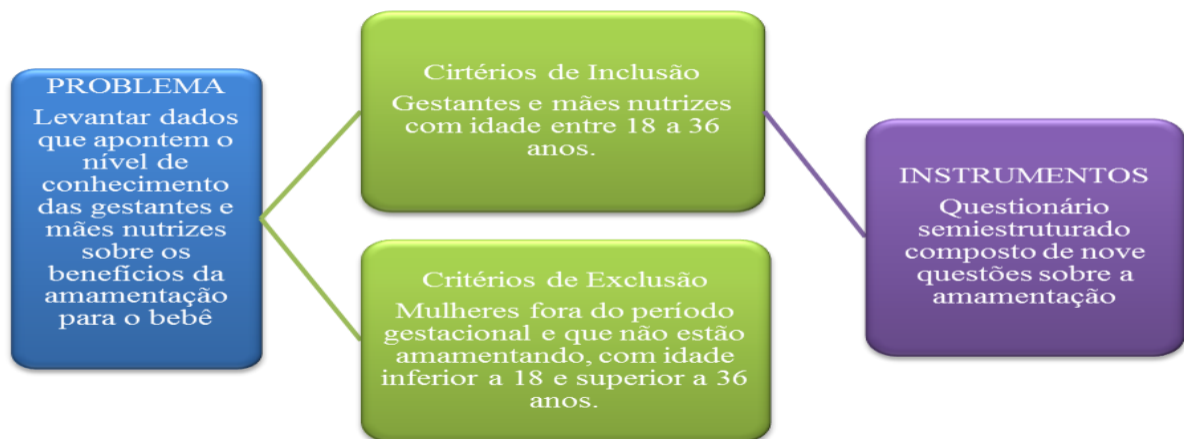 PROBLEMA
Levantar dados
que apontem o
nível de
conhecimento
das gestantes e
mães nutrizes
sobre os
benefícios da
amamentação
para o bebê
Cirtérios de Inclusão
Gestantes e mães nutrizes
com idade entre 18 a 36
anos.
Critérios de Exclusão
Mulheres fora do período
gestacional e que não estão
amamentando, com idade
inferior a 18 e superior a 36
anos.
INSTRUMENTOS
Questionário
semiestruturado
composto de nove
questões sobre a
amamentação